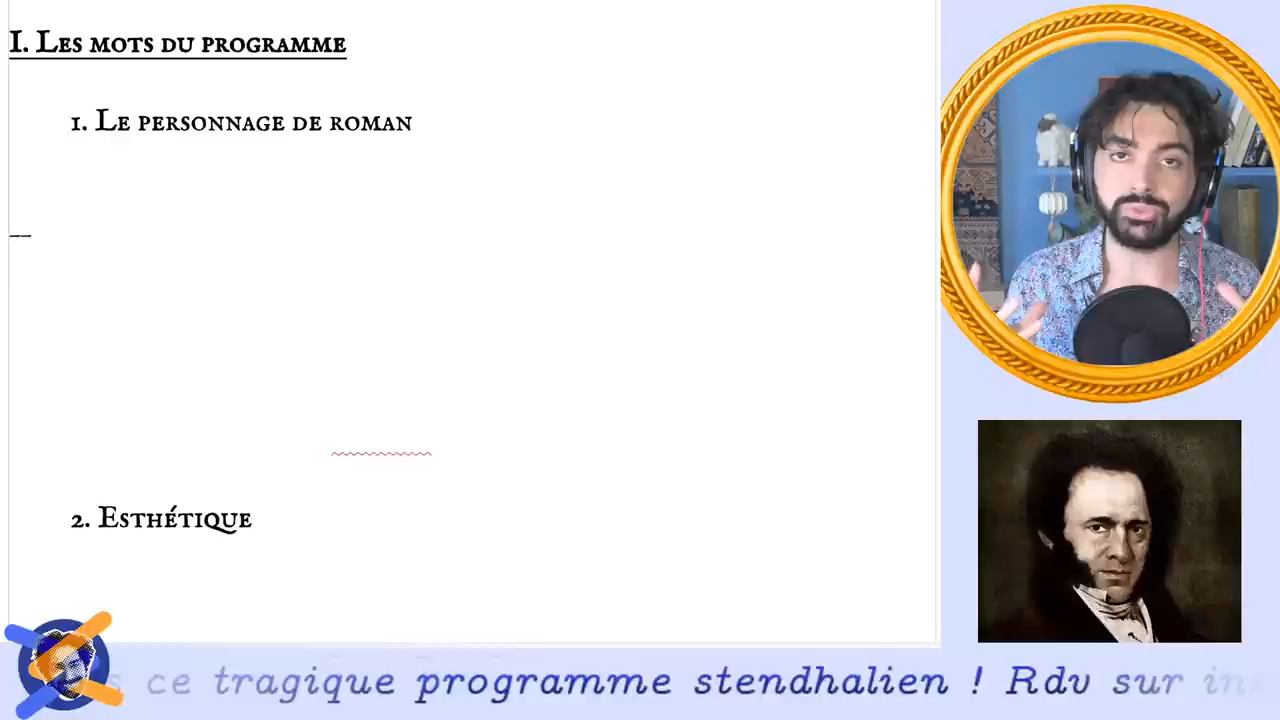 I. Les mots du programme
1. Le personnage de roman
2. Esthétique
ce tragique programme stendhalien ! Rdv sur